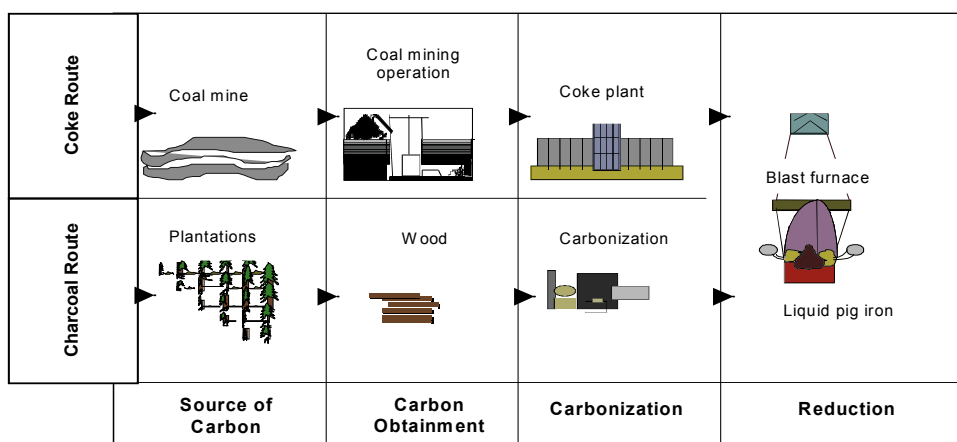 Coke Route
Coal mine
Coal mining
operation
Coke plant
Blast furnace
Charcoal Route
Plantations
Wood
Carbonization
Liquid pig iron
Source of
Carbon
Carbon
Obtainment
Carbonization
Reduction